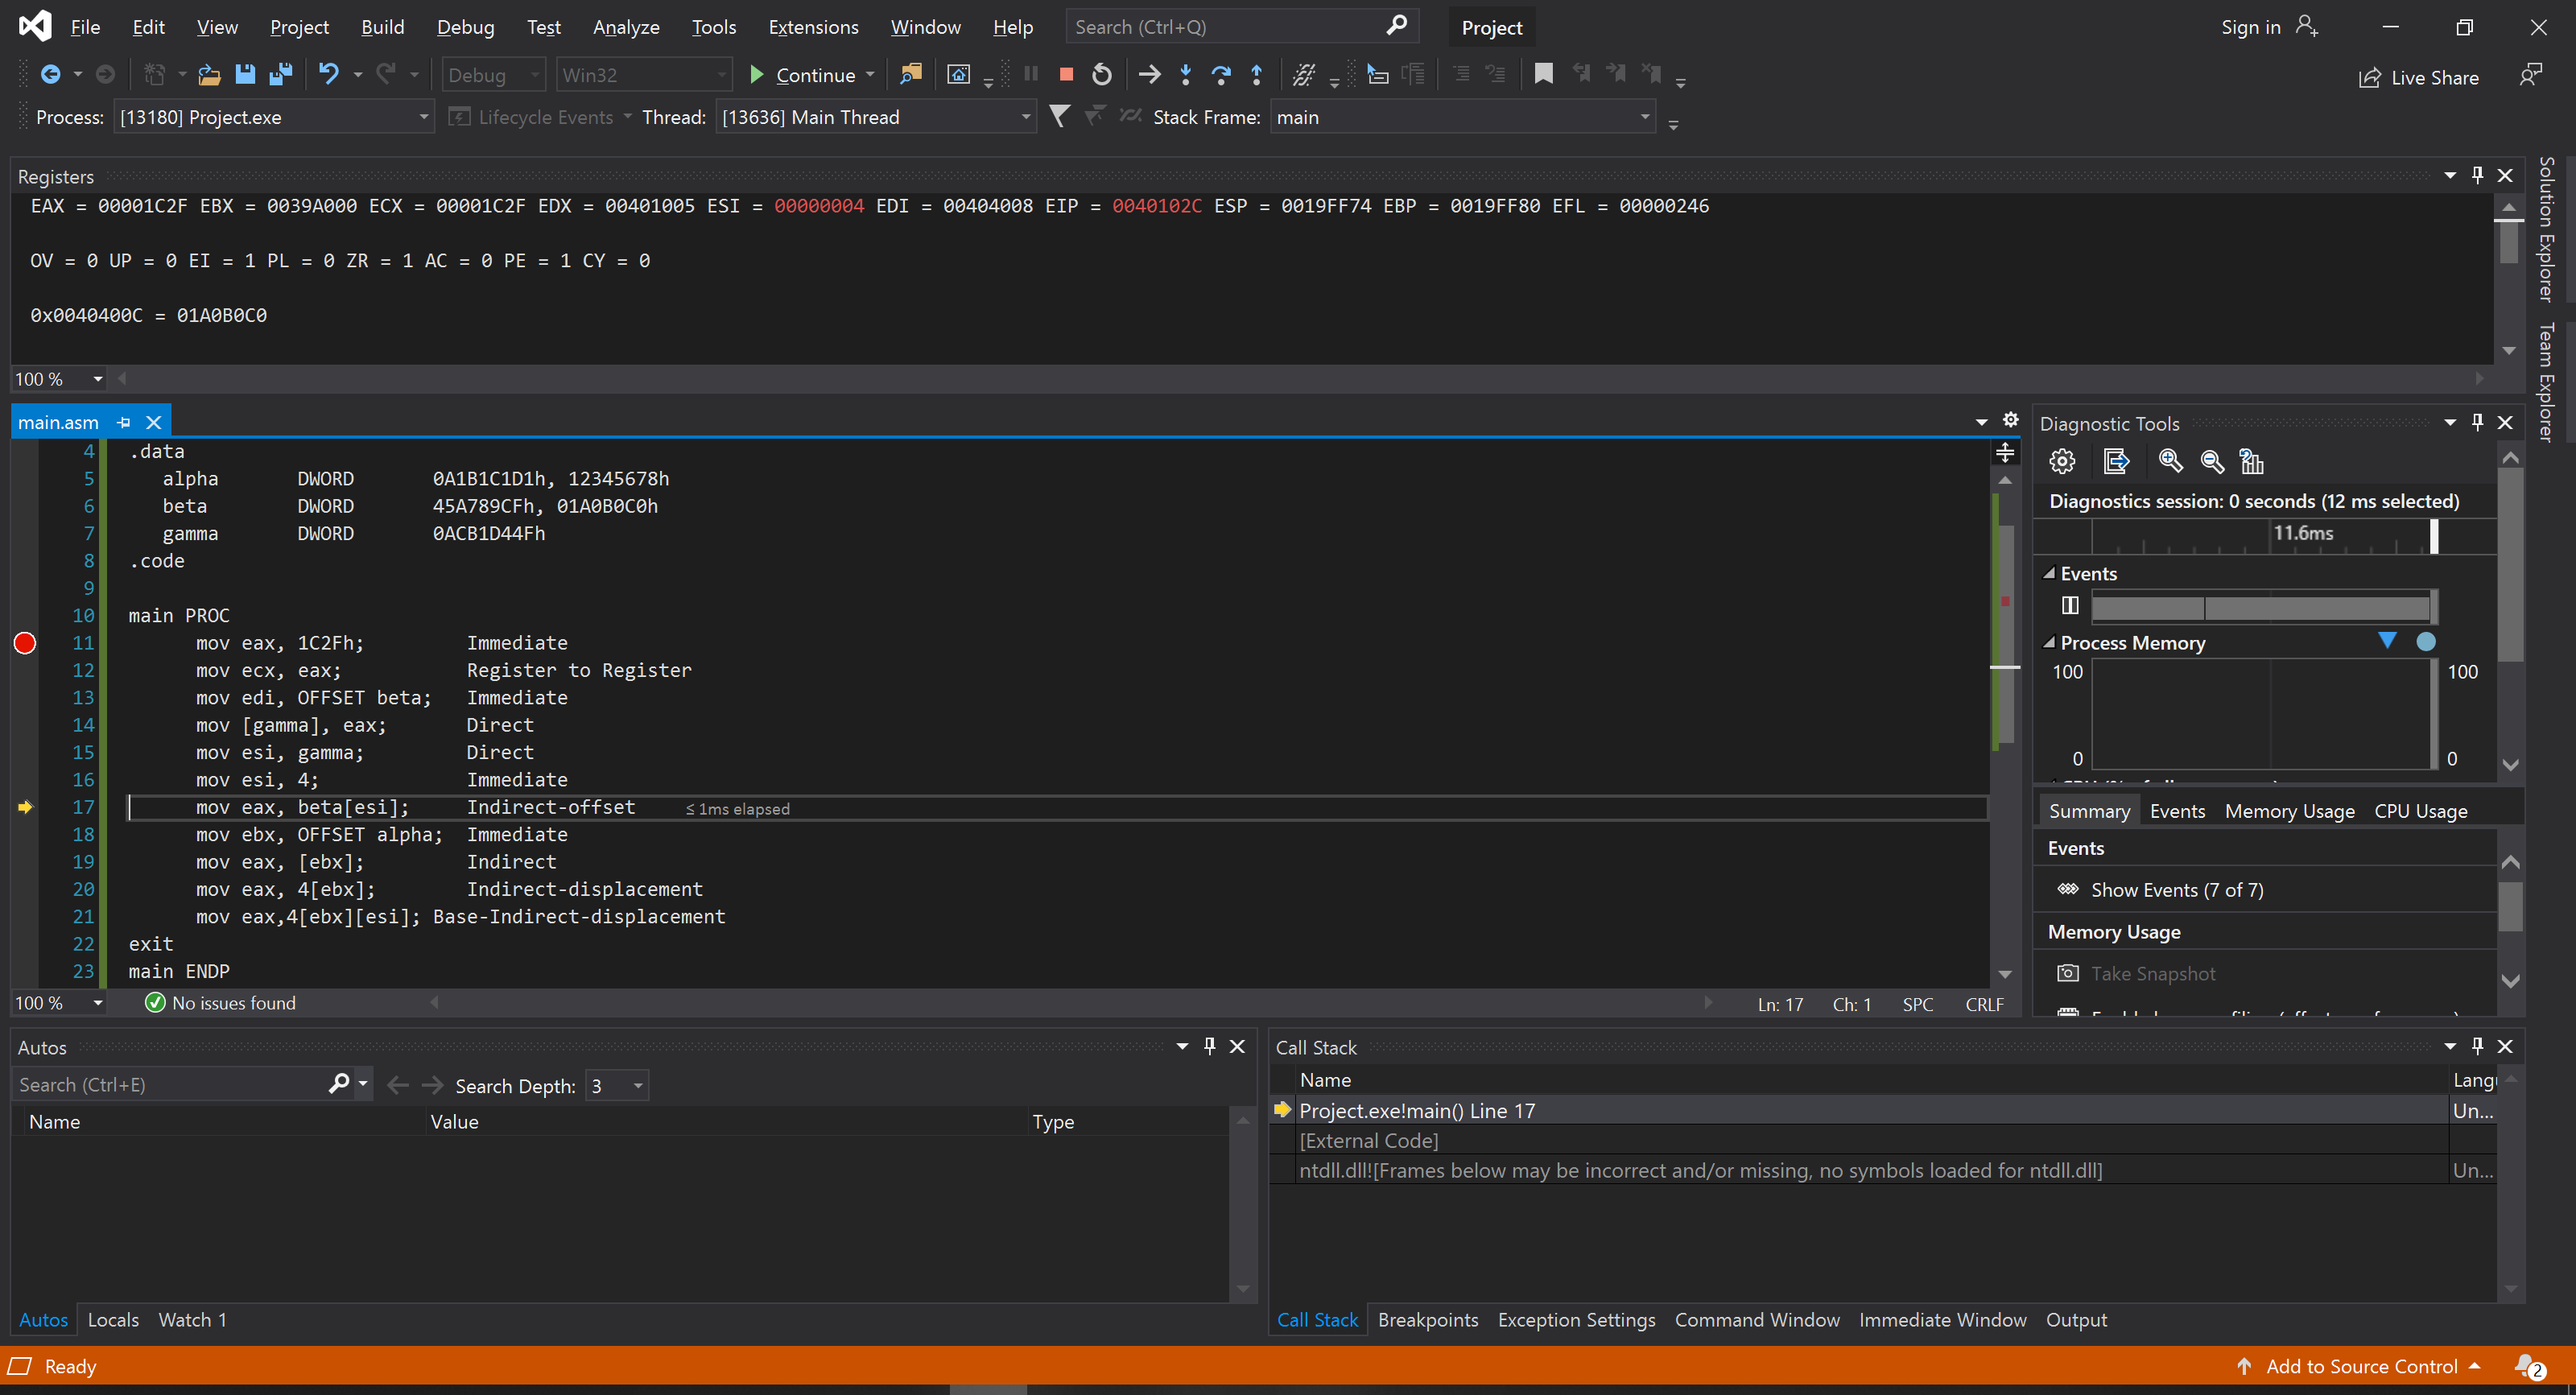 File Edit View Project Build Debug Test Analyze Tools Extensions Window Help Search (Ctrl+Q) Project Sign in
Debug Win32 Continue Live Share
Process: [13180] Project.exe Lifecycle Events Thread: [13636] Main Thread Stack Frame: main
Registers
EAX = 00001C2F EBX = 0039A000 ECX = 00001C2F EDX = 00401005 ESI = 00000004 EDI = 00404008 EIP = 0040102C ESP = 0019FF74 EBP = 0019FF80 EFL = 00000246
OV = 0 UP = 0 EI = 1 PL = 0 ZR = 1 AC = 0 PE = 1 CY = 0
0x0040400C = 01A0B0C0
100 %
Solution Explorer
Team Explorer
main.asm
4 .data
5 alpha DWORD 0A1B1C1D1h, 12345678h
6 beta DWORD 45A789CFh, 01A0B0C0h
7 gamma DWORD 0ACB1D44Fh
8 .code
9
10 main PROC
11 mov eax, 1C2Fh; Immediate
12 mov ecx, eax; Register to Register
13 mov edi, OFFSET beta; Immediate
14 mov [gamma], eax; Direct
15 mov esi, gamma; Direct
16 mov esi, 4; Immediate
17 mov eax, beta[esi]; Indirect-offset ≤ 1ms elapsed
18 mov ebx, OFFSET alpha; Immediate
19 mov eax, [ebx]; Indirect
20 mov eax, 4[ebx]; Indirect-displacement
21 mov eax,4[ebx][esi]; Base-Indirect-displacement
22 exit
23 main ENDP
100 % No issues found Ln: 17 Ch: 1 SPC CRLF
Diagnostic Tools
Diagnostics session: 0 seconds (12 ms selected)
11.6ms
Events
Process Memory
100 100
0 0
Summary Events Memory Usage CPU Usage
Events
Show Events (7 of 7)
Memory Usage
Take Snapshot
Autos
Search (Ctrl+E) Search Depth: 3
Name Value Type
Autos Locals Watch 1
Call Stack
Name Langu
Project.exe!main() Line 17 Un...
[External Code]
ntdll.dll![Frames below may be incorrect and/or missing, no symbols loaded for ntdll.dll] Un...
Call Stack Breakpoints Exception Settings Command Window Immediate Window Output
Ready Add to Source Control 2